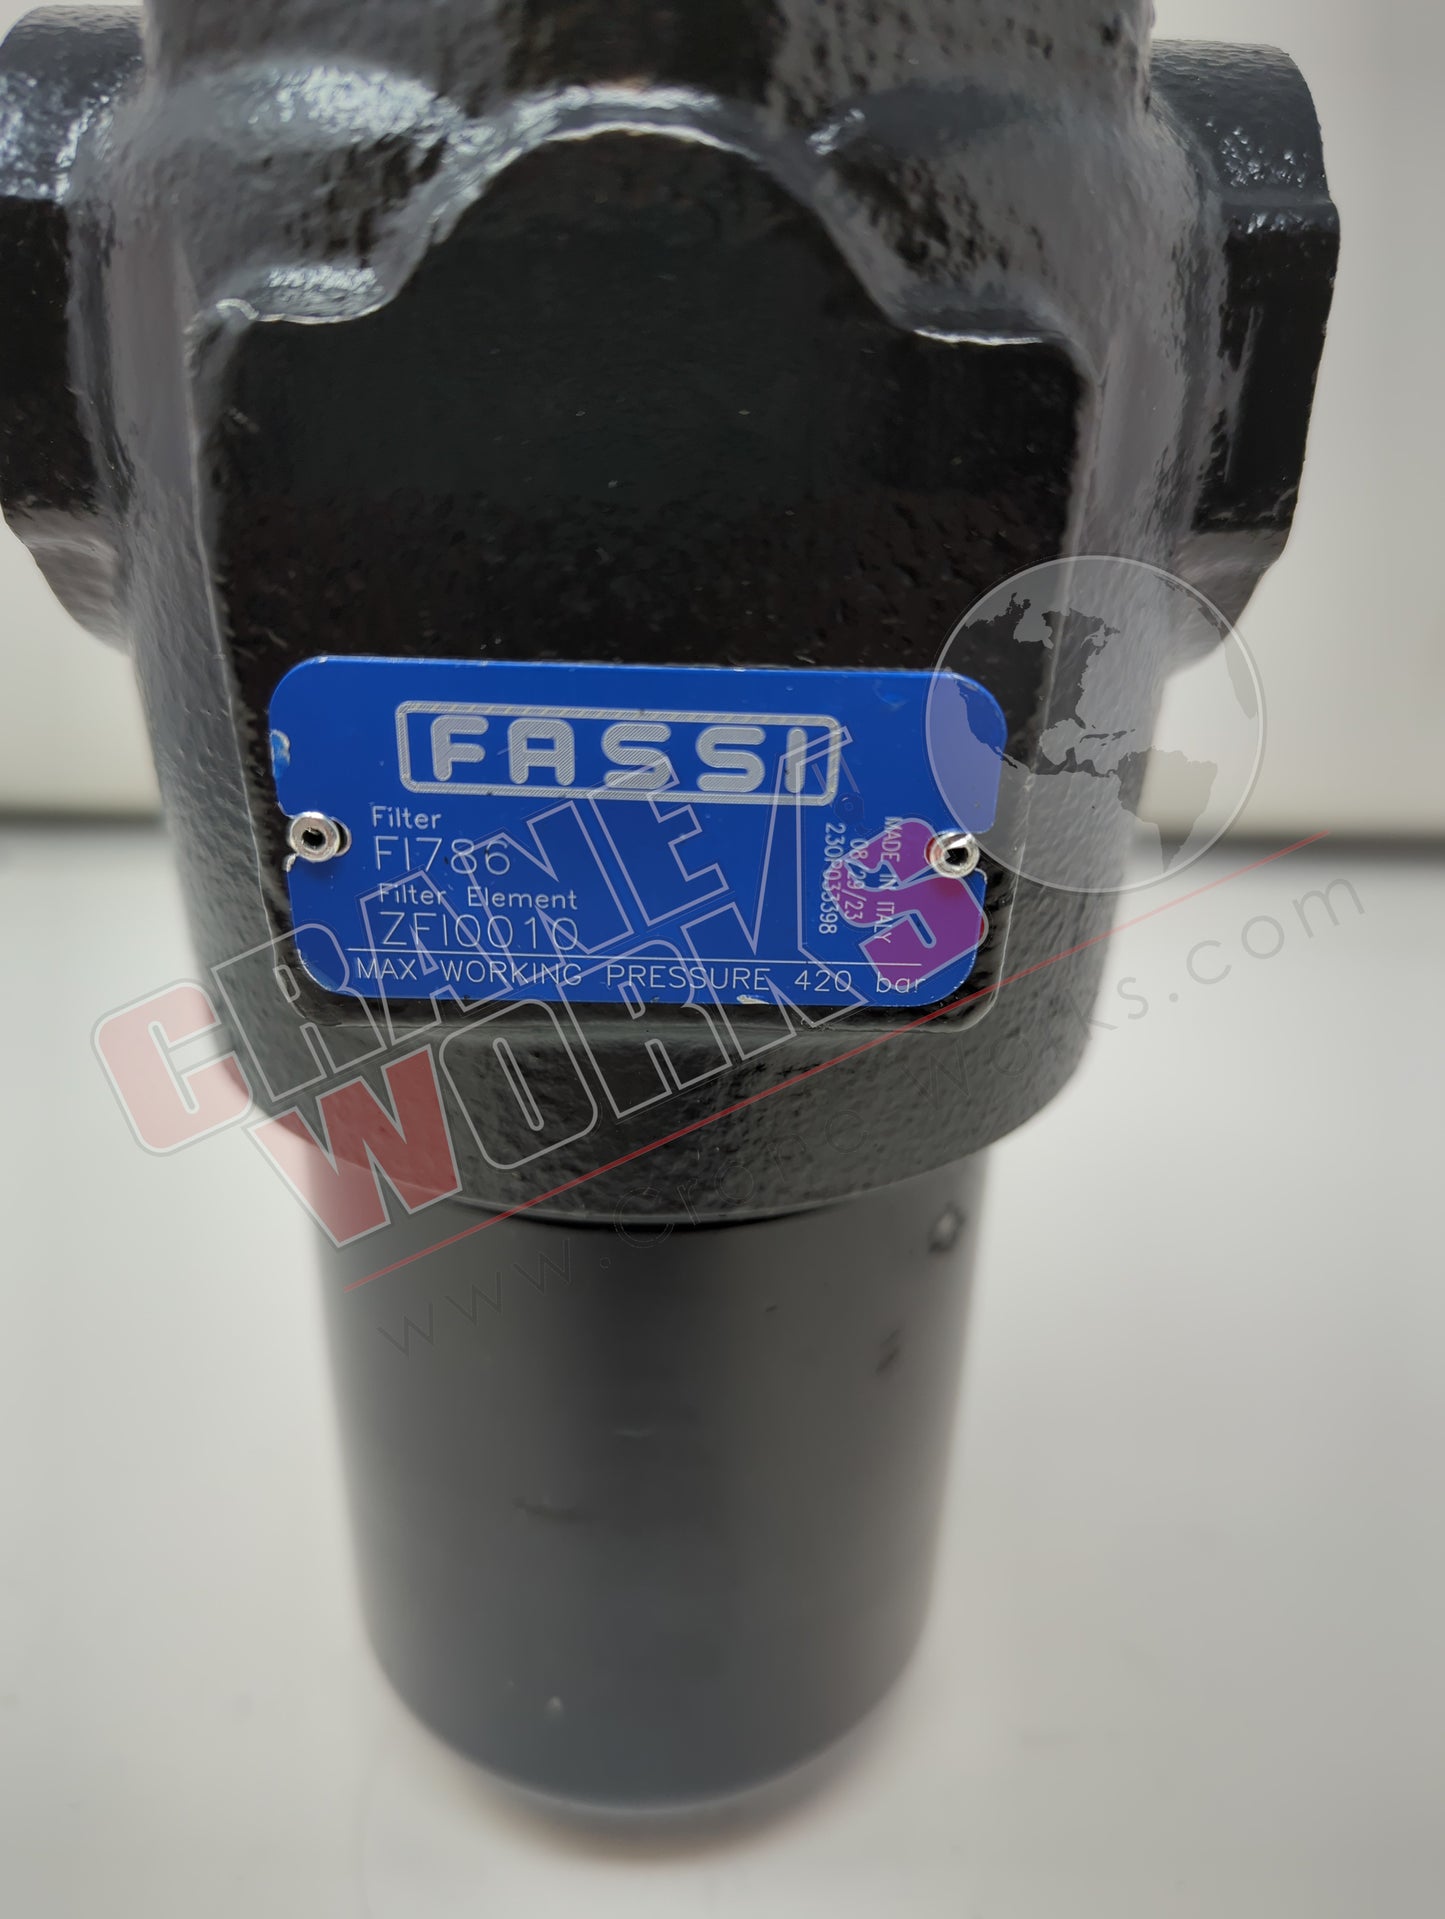 FASSI
Filter
FI786
Filter Element
ZFI0010
MAX WORKING PRESSURE 420 bar
MADE IN ITALY
08/29/23
CRANE
WORKS
www.CraneWorks.com